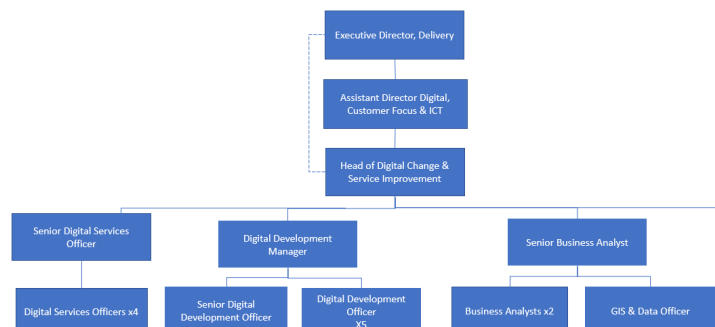 Executive Director, Delivery
Assistant Director Digital,
Customer Focus & ICT
Head of Digital Change &
Service Improvement
Senior Digital Services
Officer
Digital Development
Manager
Senior Business Analyst
Digital Services Officers x4
Senior Digital
Development Officer
Digital Development
Officer
X5
Business Analysts x2
GIS & Data Officer